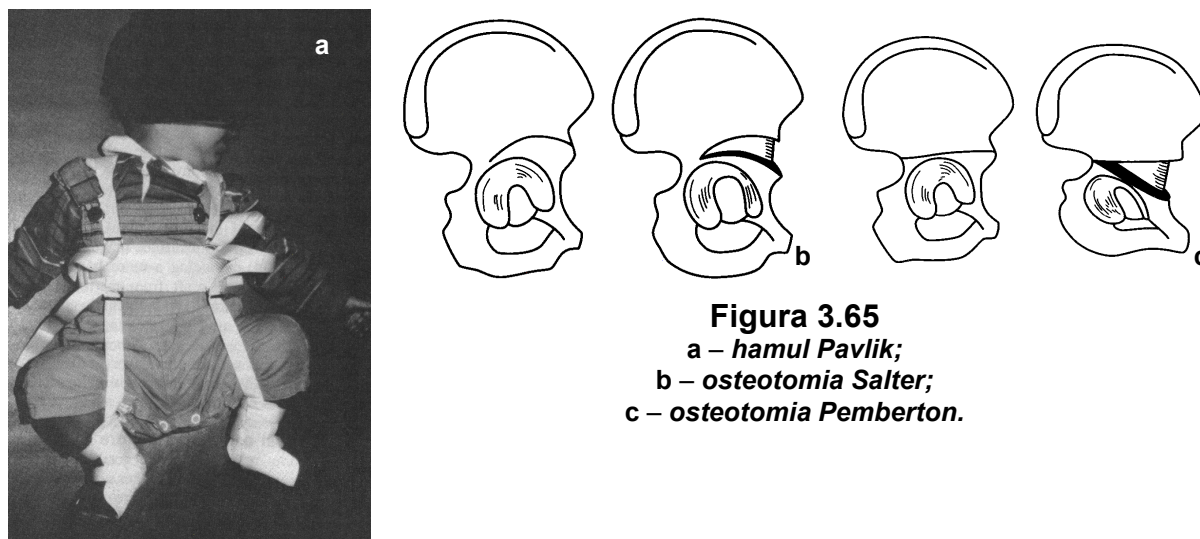 a
b
c
Figura 3.65
a – hamul Pavlik;
b – osteotomia Salter;
c – osteotomia Pemberton.